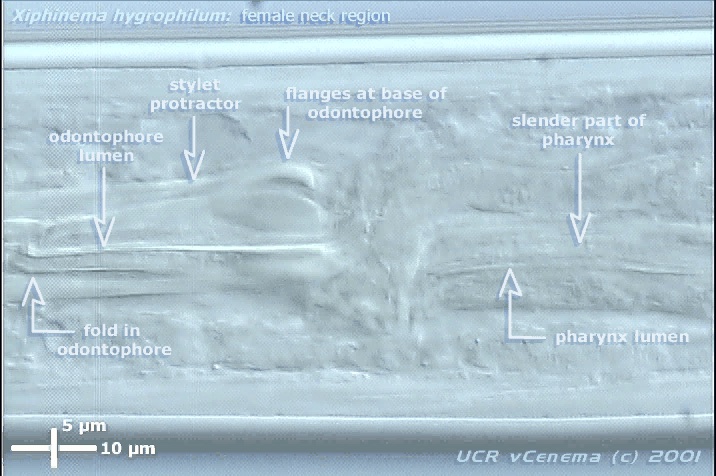 Xiphinema hygrophilum: female neck region
stylet
protractor
flanges at base of
odontophore
slender part of
pharynx
odontophore
lumen
fold in
odontophore
pharynx lumen
5 µm
10 µm
UCR vCenema (c) 2001